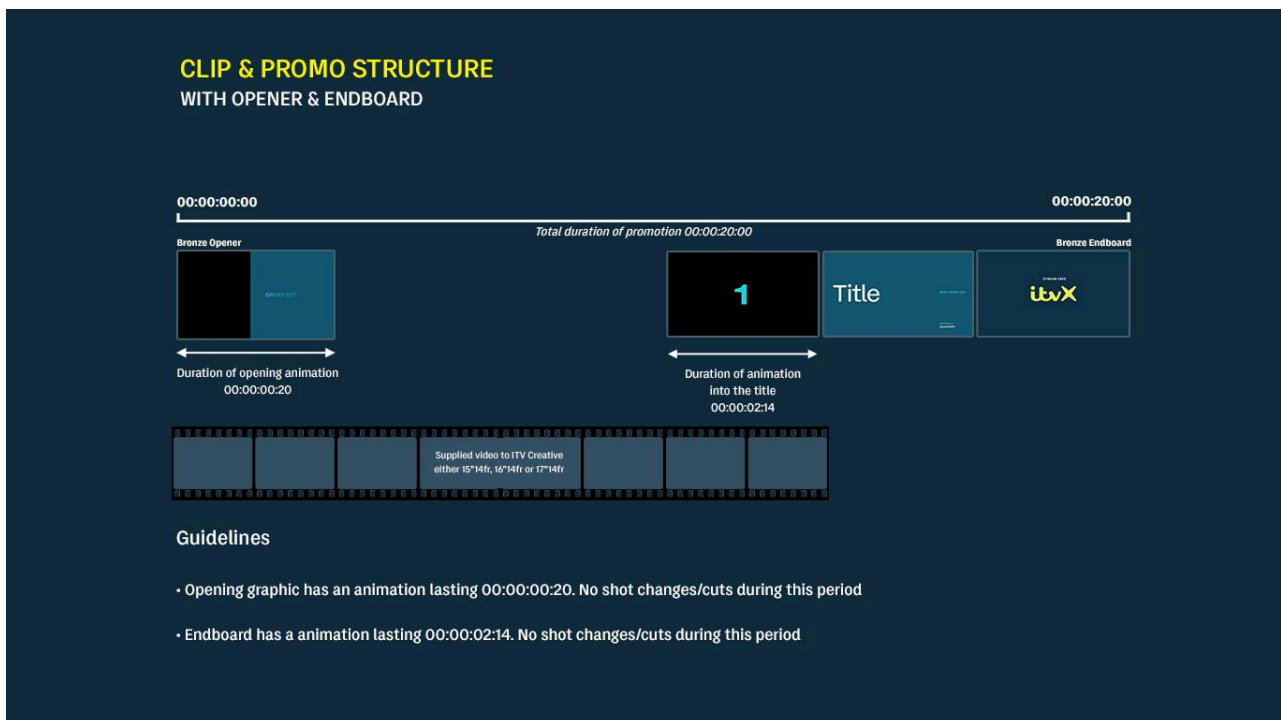 CLIP & PROMO STRUCTURE
WITH OPENER & ENDBOARD
00:00:00:00
00:00:20:00
Total duration of promotion 00:00:20:00
Bronze Opener
Bronze Endboard
1
Title
STREAM FREE
itvX
Duration of opening animation
00:00:00:20
Duration of animation
into the title
00:00:02:14
Supplied video to ITV Creative
either 15"14fr, 16"14fr or 17"14fr
Guidelines
• Opening graphic has an animation lasting 00:00:00:20. No shot changes/cuts during this period
• Endboard has a animation lasting 00:00:02:14. No shot changes/cuts during this period